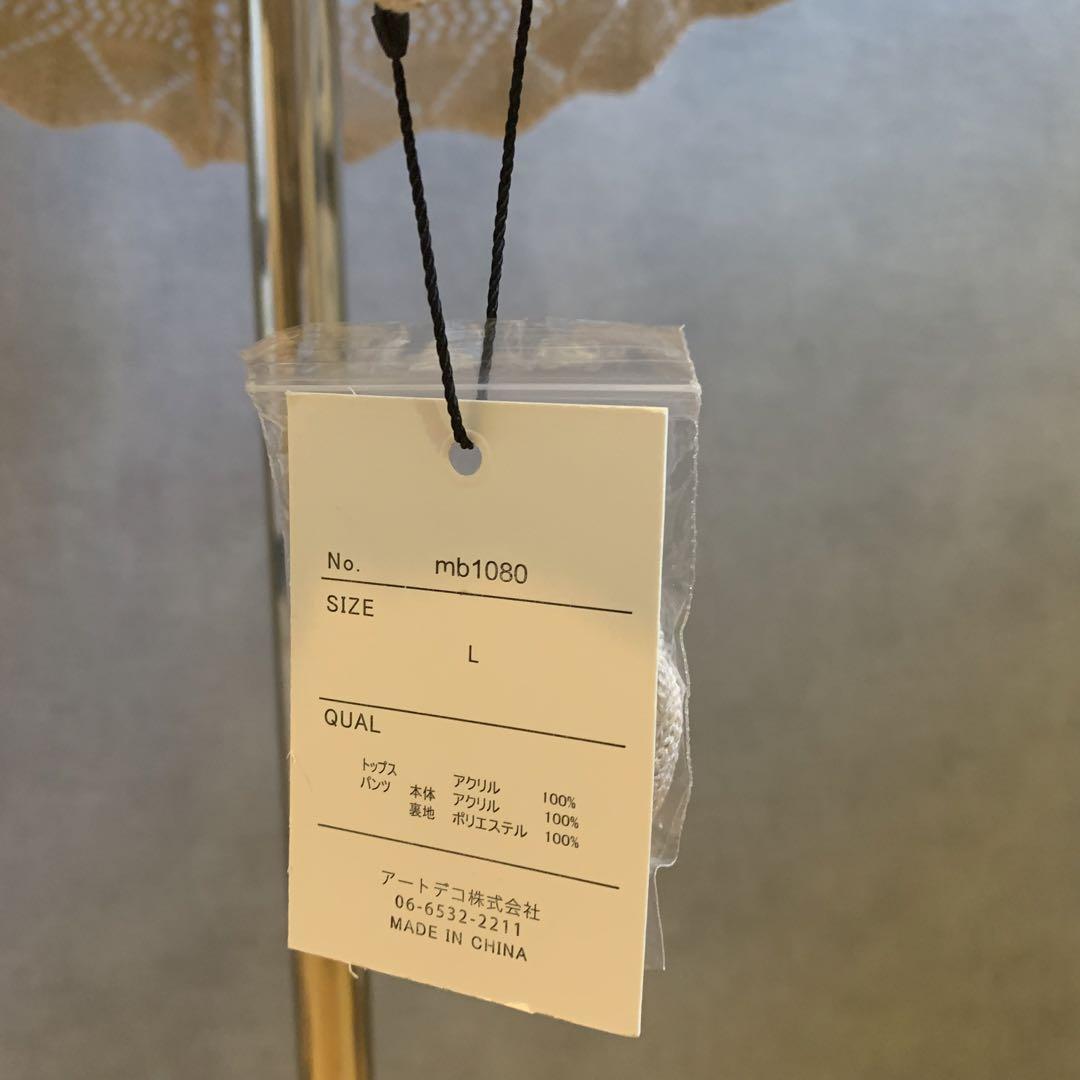 No. mb1080
SIZE
L
QUAL
トップス アクリル 100%
パンツ 本体 アクリル 100%
裏地 ポリエステル 100%
アートデコ株式会社
06-6532-2211
MADE IN CHINA